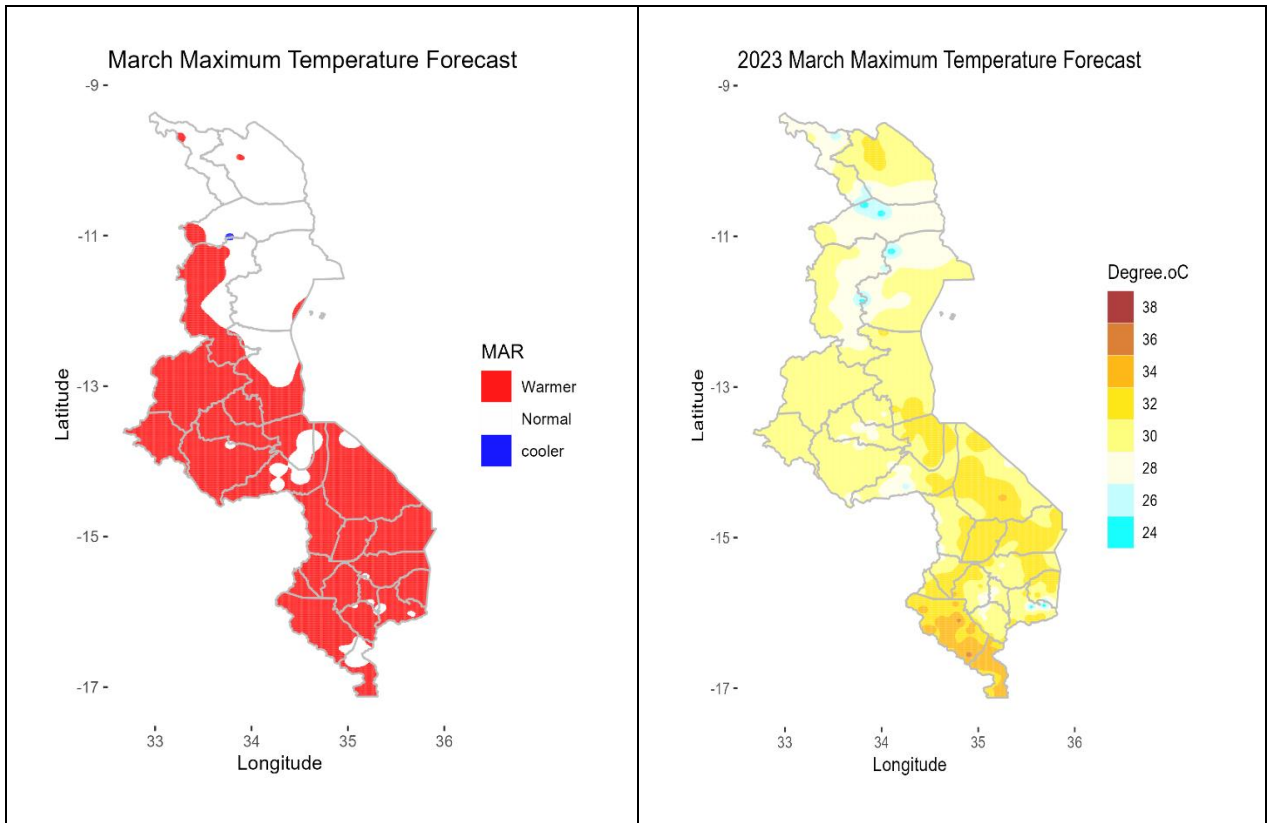 March Maximum Temperature Forecast
-9
-11
-13
-15
-17
Latitude
33 34 35 36
Longitude
MAR
Warmer
Normal
cooler
2023 March Maximum Temperature Forecast
-9
-11
-13
-15
-17
Latitude
33 34 35 36
Longitude
Degree.oC
38
36
34
32
30
28
26
24